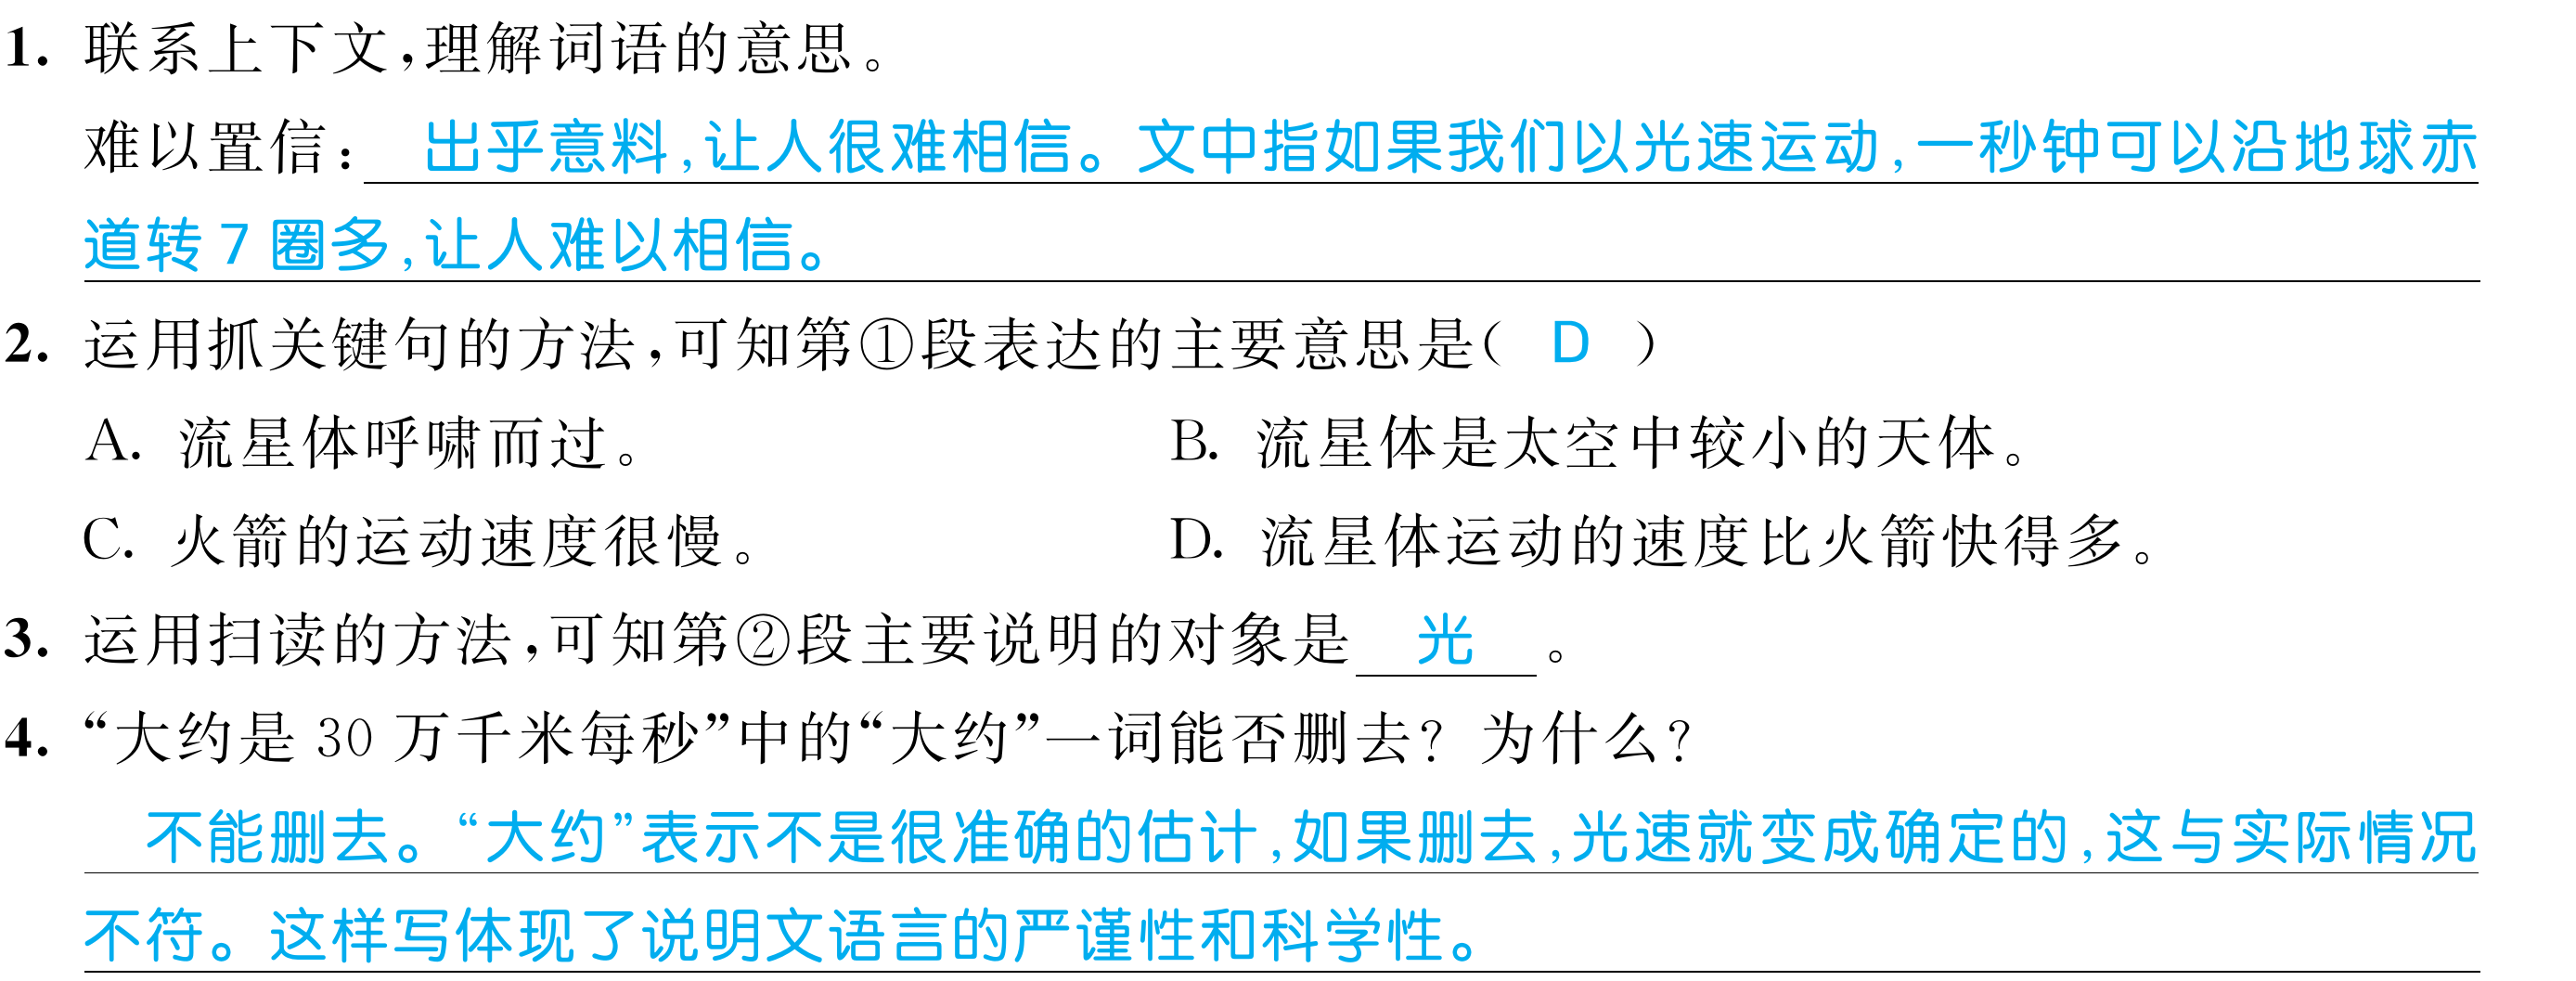 1. 联系上下文,理解词语的意思。
难以置信: 出乎意料,让人很难相信。文中指如果我们以光速运动,一秒钟可以沿地球赤
道转 7 圈多,让人难以相信。
2. 运用抓关键句的方法,可知第①段表达的主要意思是( D )
A. 流星体呼啸而过。 B. 流星体是太空中较小的天体。
C. 火箭的运动速度很慢。 D. 流星体运动的速度比火箭快得多。
3. 运用扫读的方法,可知第②段主要说明的对象是 光 。
4. “大约是 30 万千米每秒”中的“大约”一词能否删去? 为什么?
不能删去。“大约”表示不是很准确的估计,如果删去,光速就变成确定的,这与实际情况
不符。这样写体现了说明文语言的严谨性和科学性。